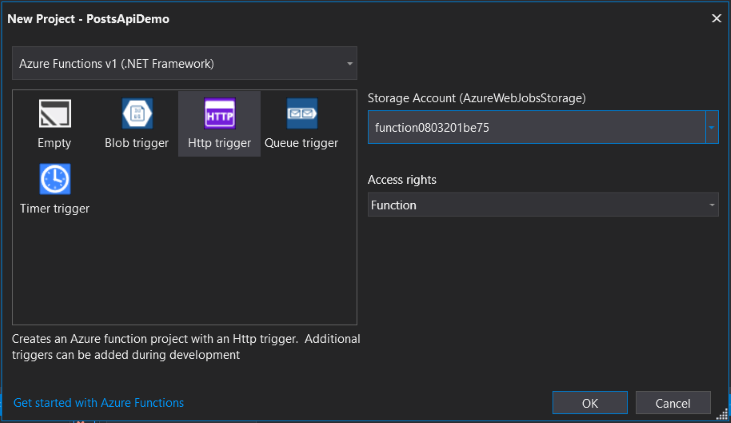 New Project - PostsApiDemo
Azure Functions v1 (.NET Framework)
Empty
Blob trigger
HTTP
Http trigger
Queue trigger
Timer trigger
Storage Account (AzureWebJobsStorage)
function0803201be75
Access rights
Function
Creates an Azure function project with an Http trigger. Additional
triggers can be added during development
Get started with Azure Functions
OK
Cancel